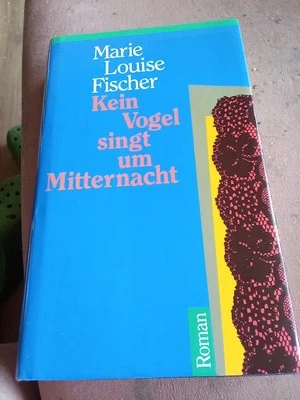 Marie
Louise
Fischer
Kein
Vogel
singt
um
Mitternacht
Roman